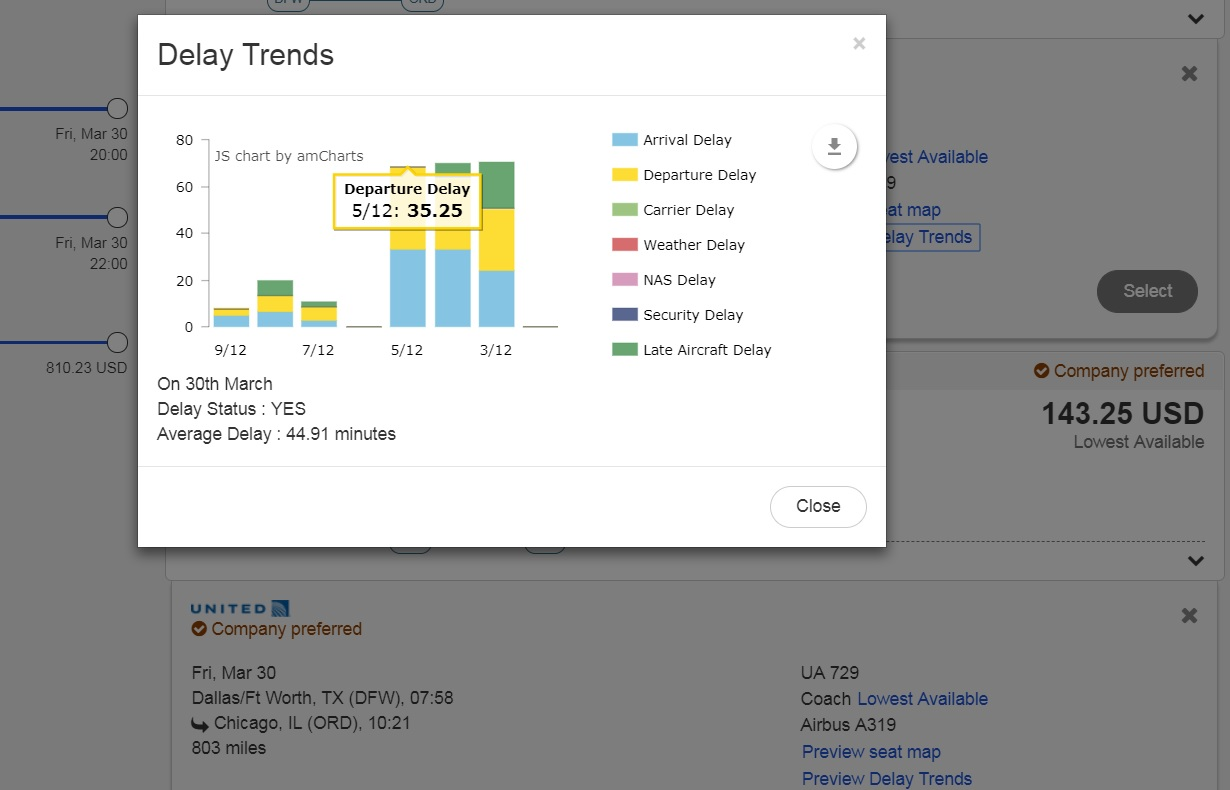 Delay Trends
×
80
60
40
20
0
JS chart by amCharts
Departure Delay
5/12: 35.25
9/12
7/12
5/12
3/12
Arrival Delay
Departure Delay
Carrier Delay
Weather Delay
NAS Delay
Security Delay
Late Aircraft Delay
On 30th March
Delay Status : YES
Average Delay : 44.91 minutes
Close
Fri, Mar 30
20:00
Fri, Mar 30
22:00
810.23 USD
Available
9
at map
elay Trends
Select
Company preferred
143.25 USD
Lowest Available
UNITED
Company preferred
Fri, Mar 30
Dallas/Ft Worth, TX (DFW), 07:58
Chicago, IL (ORD), 10:21
803 miles
UA 729
Coach Lowest Available
Airbus A319
Preview seat map
Preview Delay Trends